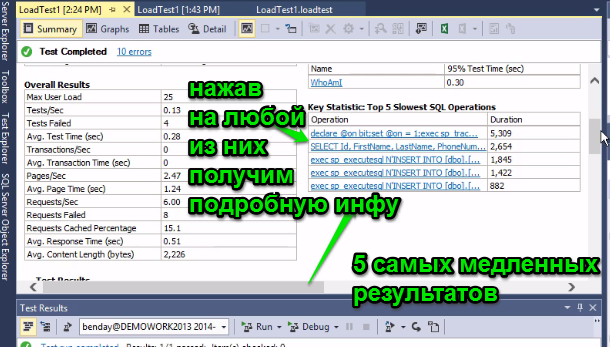 LoadTest1 [2:24 PM]
LoadTest1 [1:43 PM]
LoadTest1.loadtest
Summary
Graphs
Tables
Detail
Test Completed
10 errors
Server Explorer
Toolbox
Test Explorer
SQL Server Object Explorer
Overall Results
Max User Load 25
Tests/Sec 0.13
Tests Failed 4
Avg. Test Time (sec) 0.28
Transactions/Sec 0
Avg. Transaction Time (sec) 0
Pages/Sec 2.47
Avg. Page Time (sec) 1.24
Requests/Sec 6.00
Requests Failed 8
Requests Cached Percentage 15.1
Avg. Response Time (sec) 0.51
Avg. Content Length (bytes) 2,226
Test Results
нажав
на любой
из них
получим
подробную инфу
Name 95% Test Time (sec)
WhoAmI 0.30
Key Statistic: Top 5 Slowest SQL Operations
Operation Duration
declare @on bit;set @on = 1;exec sp_trac... 5,309
SELECT Id, FirstName, LastName, PhoneNum... 2,654
exec sp_executesql N'INSERT INTO [dbo].[... 1,845
exec sp_executesql N'INSERT INTO [dbo].[... 1,422
exec sp_executesql N'INSERT INTO [dbo].[... 882
5 самых медленных
результатов
Test Results
benday@DEMOWORK2013 2014-
Run
Debug
Test run completed Results: 1/1 passed; Item(s) checked: 0